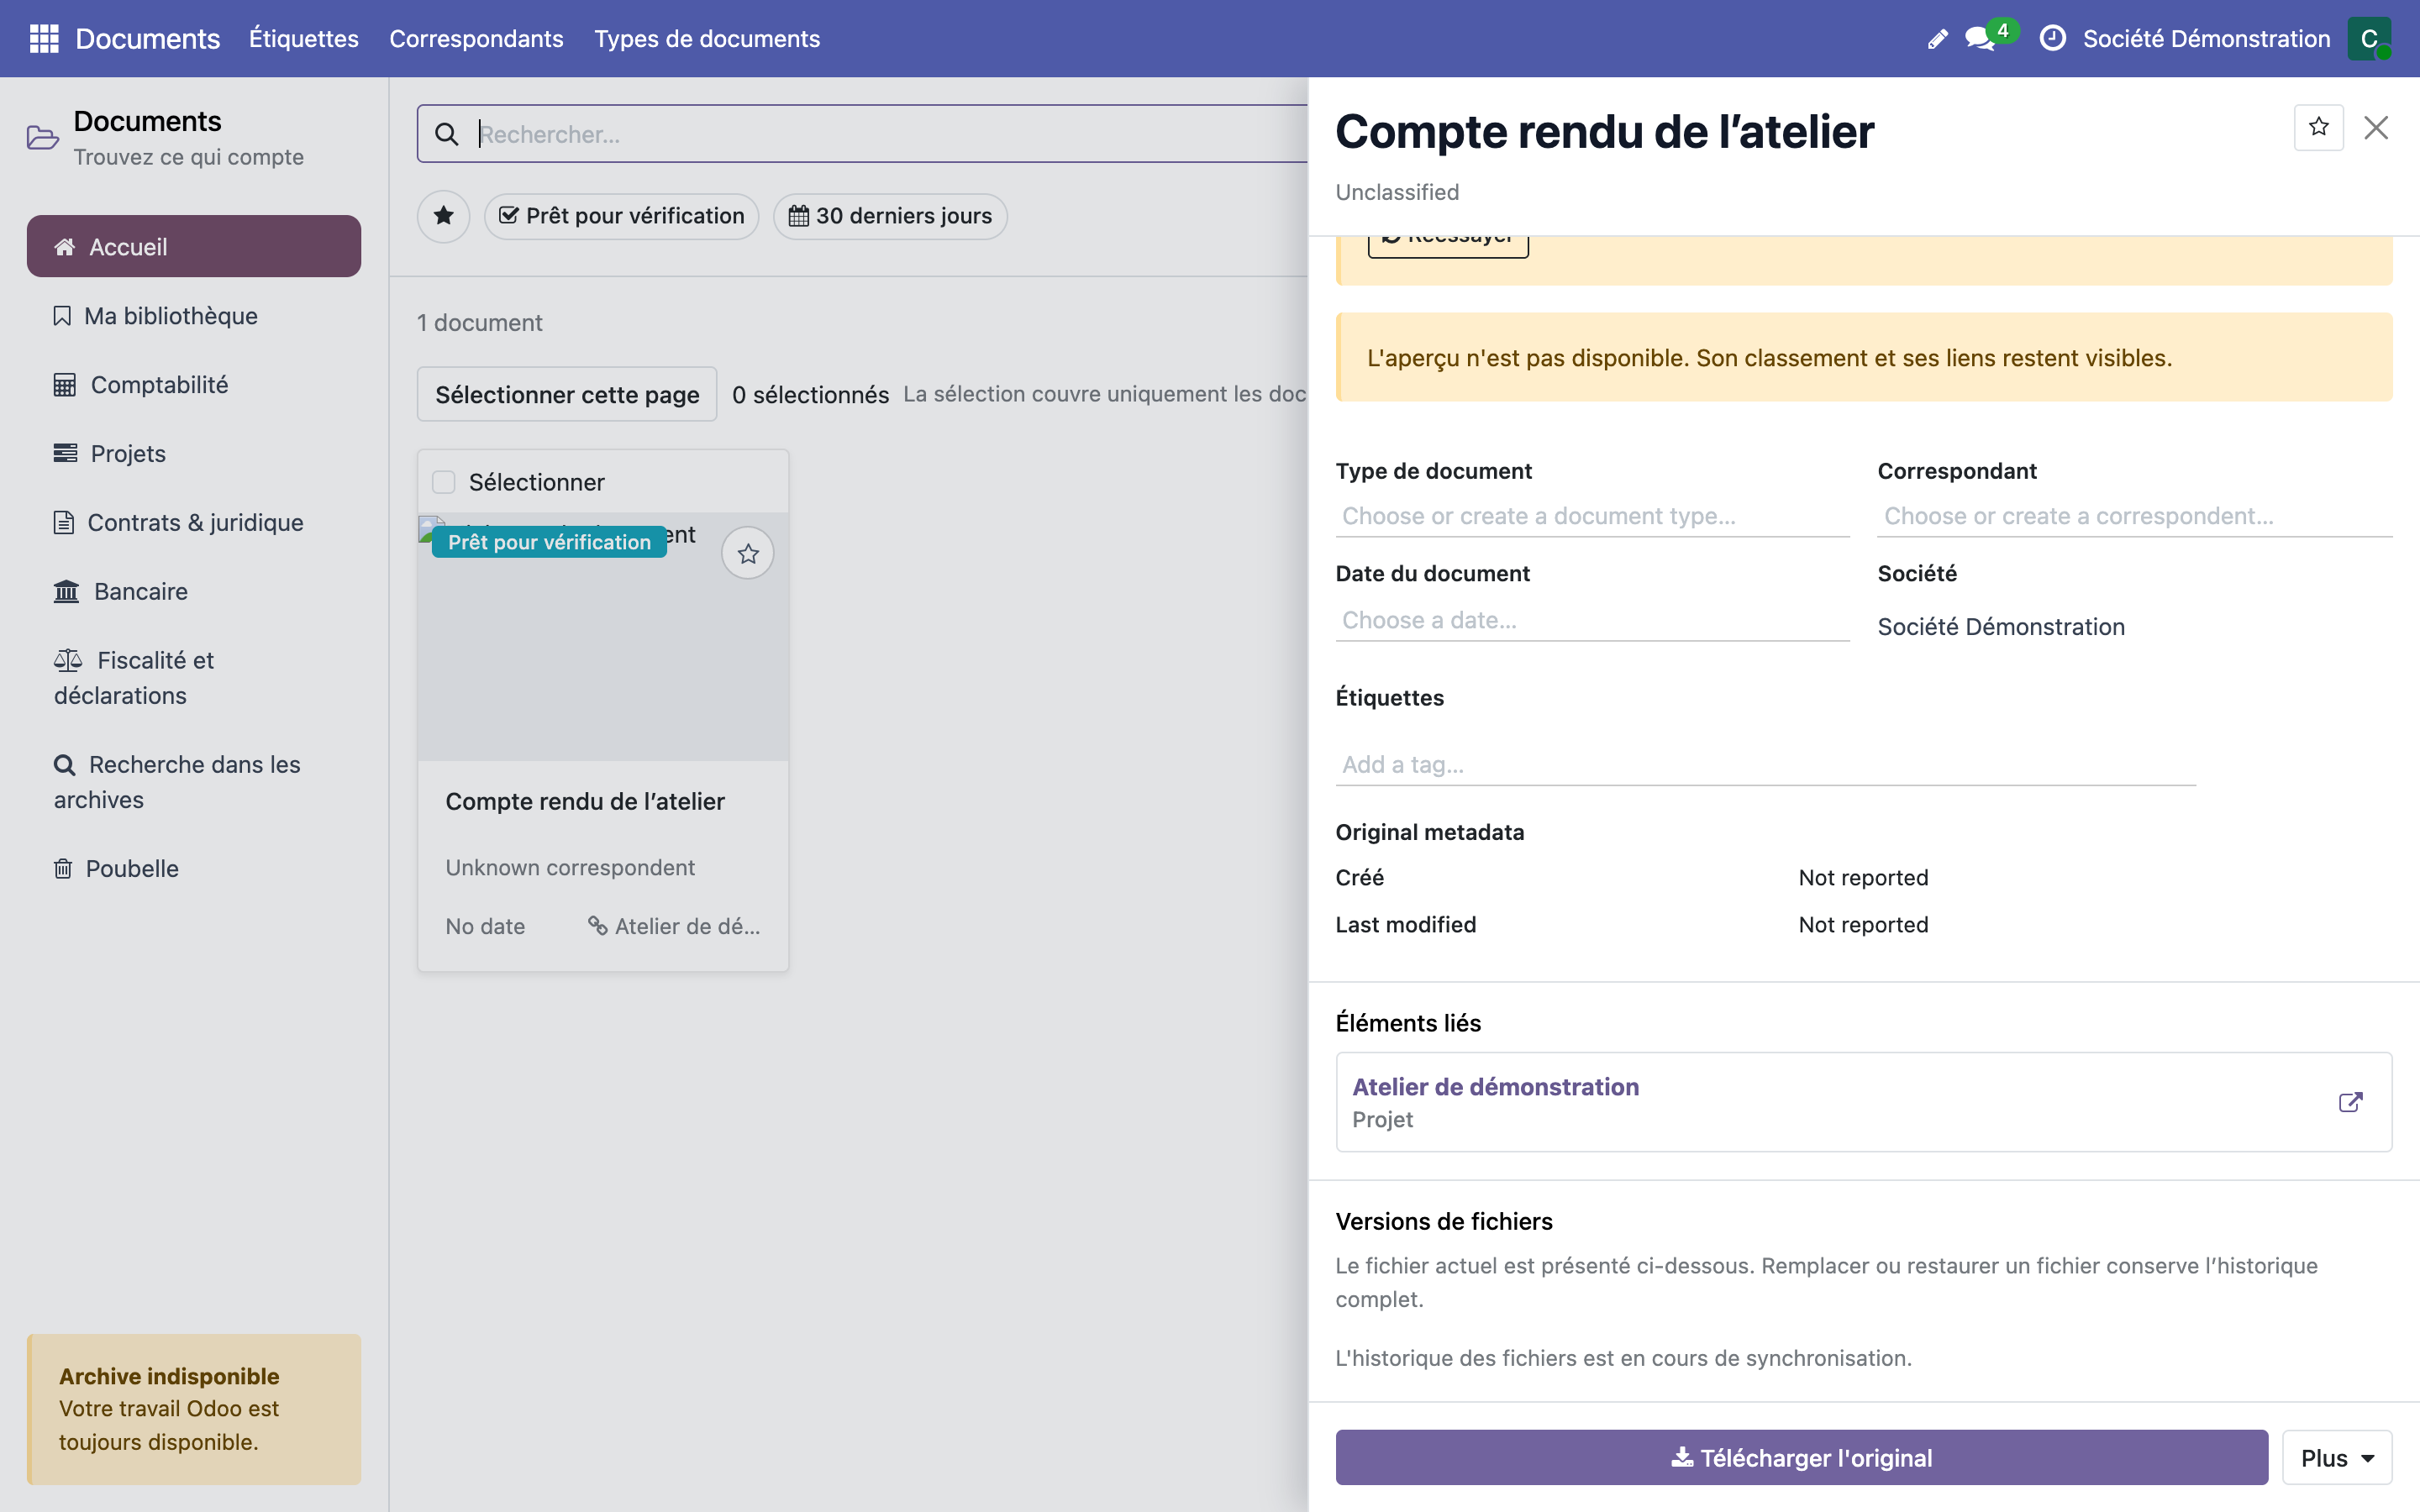 Documents
Étiquettes
Correspondants
Types de documents
4
Société Démonstration
C
Documents
Trouvez ce qui compte
Accueil
Ma bibliothèque
Comptabilité
Projets
Contrats & juridique
Bancaire
Fiscalité et
déclarations
Recherche dans les
archives
Poubelle
Archive indisponible
Votre travail Odoo est
toujours disponible.
Rechercher...
Prêt pour vérification
30 derniers jours
1 document
Sélectionner cette page
0 sélectionnés
La sélection couvre uniquement les doc
Sélectionner
Prêt pour vérification
Compte rendu de l’atelier
Unknown correspondent
No date
Atelier de dé...
Compte rendu de l’atelier
Unclassified
Réessayer
L'aperçu n'est pas disponible. Son classement et ses liens restent visibles.
Type de document
Choose or create a document type...
Correspondant
Choose or create a correspondent...
Date du document
Choose a date...
Société
Société Démonstration
Étiquettes
Add a tag...
Original metadata
Créé
Not reported
Last modified
Not reported
Éléments liés
Atelier de démonstration
Projet
Versions de fichiers
Le fichier actuel est présenté ci-dessous. Remplacer ou restaurer un fichier conserve l’historique
complet.
L'historique des fichiers est en cours de synchronisation.
Télécharger l'original
Plus